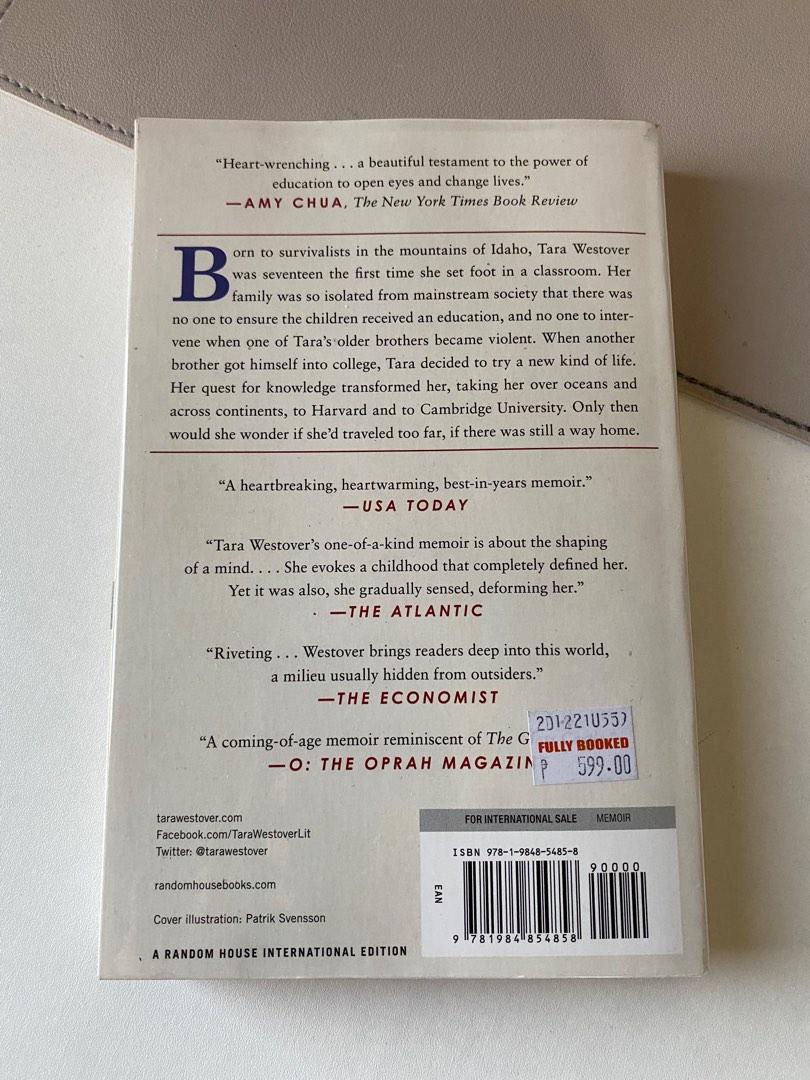 “Heart-wrenching . . . a beautiful testament to the power of
education to open eyes and change lives.”
—AMY CHUA, The New York Times Book Review
Born to survivalists in the mountains of Idaho, Tara Westover
was seventeen the first time she set foot in a classroom. Her
family was so isolated from mainstream society that there was
no one to ensure the children received an education, and no one to inter-
vene when one of Tara’s older brothers became violent. When another
brother got himself into college, Tara decided to try a new kind of life.
Her quest for knowledge transformed her, taking her over oceans and
across continents, to Harvard and to Cambridge University. Only then
would she wonder if she’d traveled too far, if there was still a way home.
“A heartbreaking, heartwarming, best-in-years memoir.”
—USA TODAY
“Tara Westover’s one-of-a-kind memoir is about the shaping
of a mind. . . . She evokes a childhood that completely defined her.
Yet it was also, she gradually sensed, deforming her.”
—THE ATLANTIC
“Riveting . . . Westover brings readers deep into this world,
a milieu usually hidden from outsiders.”
—THE ECONOMIST
“A coming-of-age memoir reminiscent of The G
—O: THE OPRAH MAGAZIN
FULLY BOOKED
₱ 599.00
tarawestover.com
Facebook.com/TaraWestoverLit
Twitter: @tarawestover
randomhousebooks.com
Cover illustration: Patrik Svensson
A RANDOM HOUSE INTERNATIONAL EDITION
FOR INTERNATIONAL SALE MEMOIR
ISBN 978-1-9848-5485-8
90000
EAN
9 781984 854858